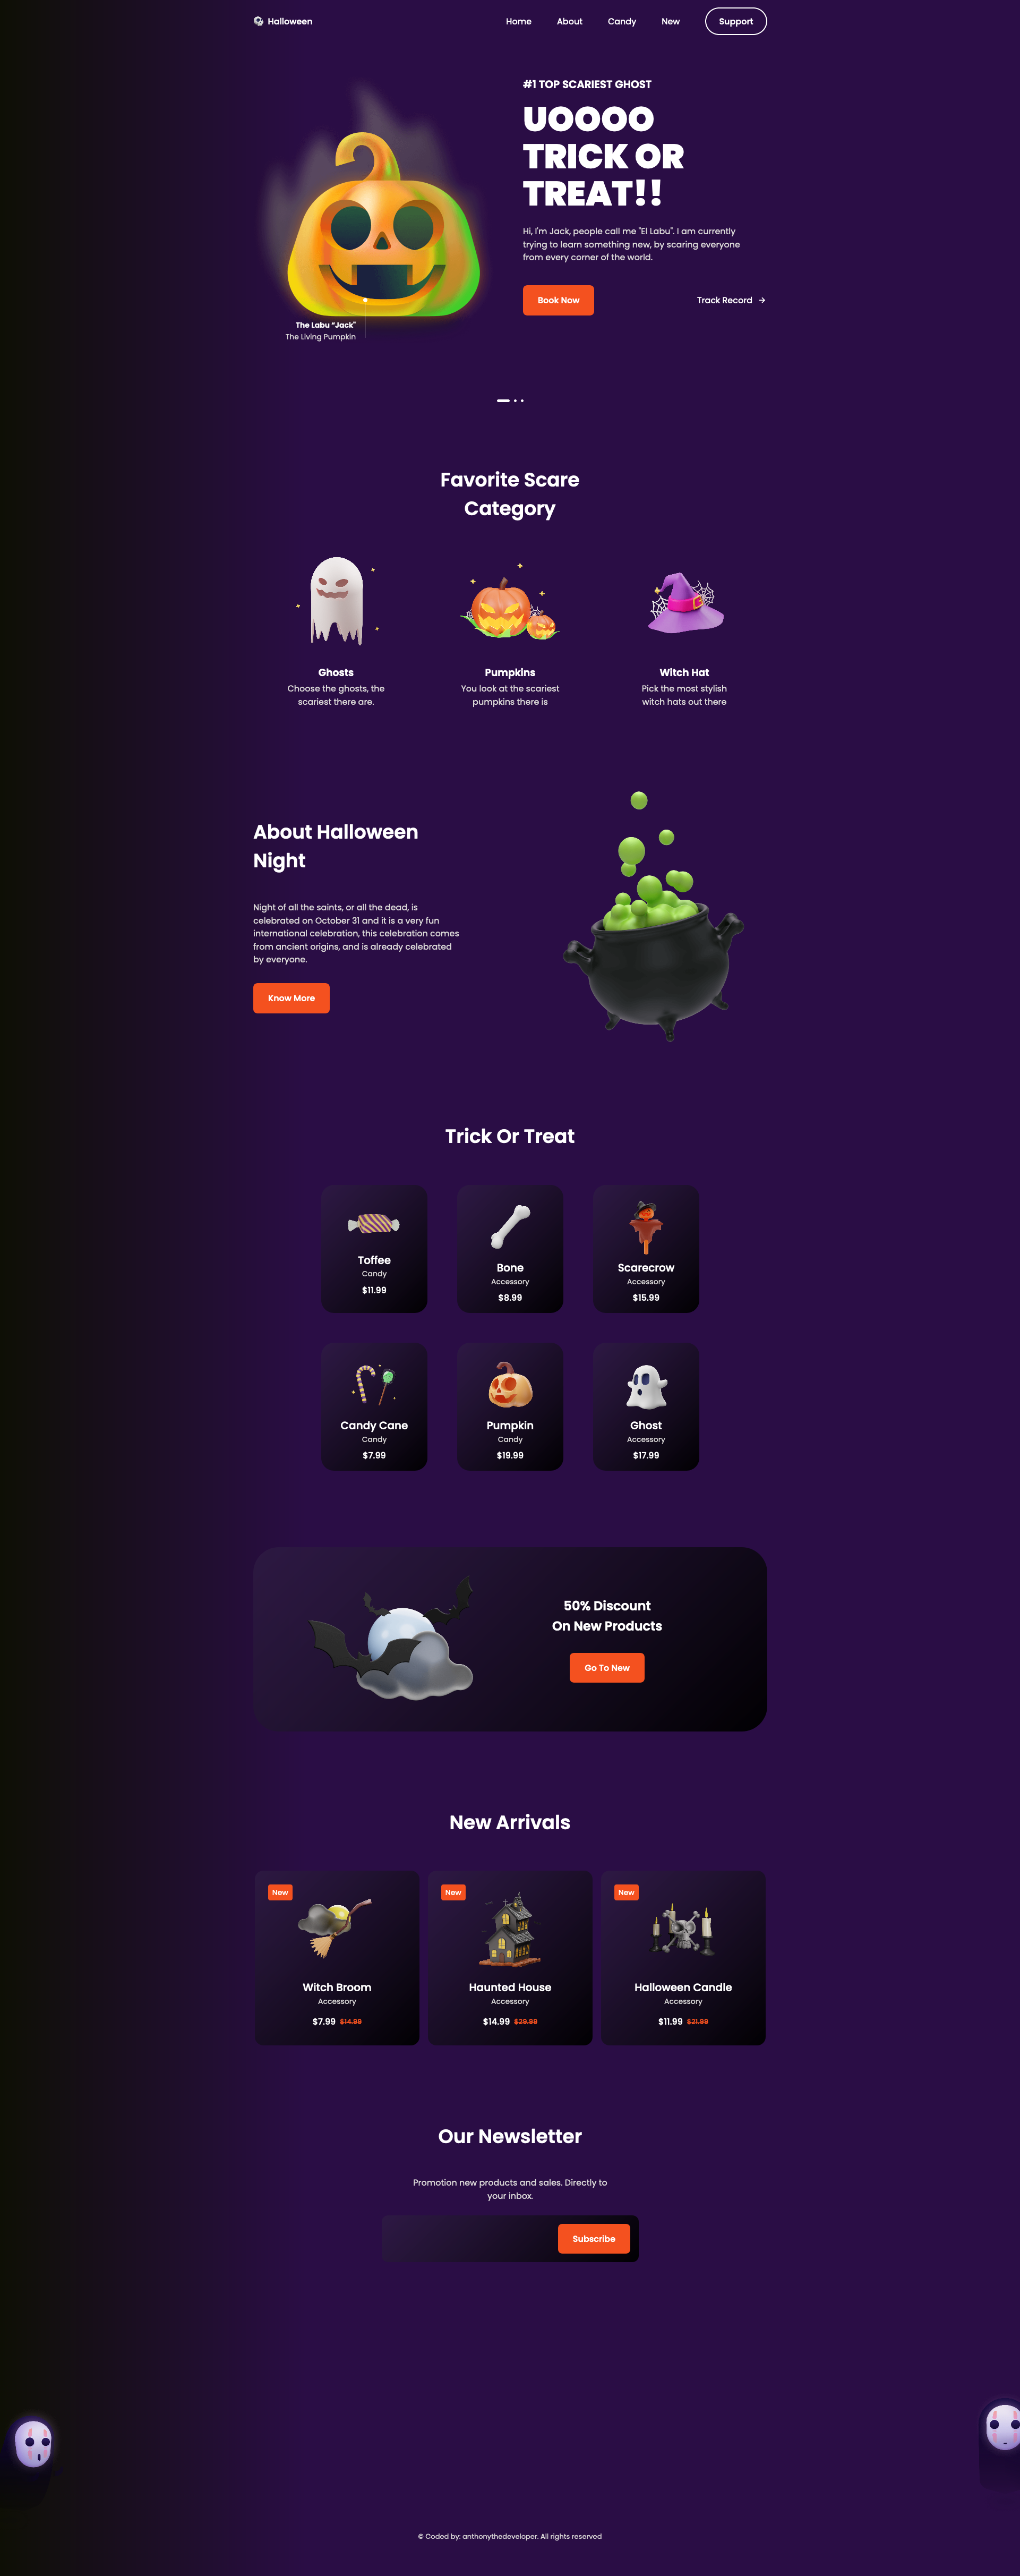 Halloween
Home
About
Candy
New
Support
#1 TOP SCARIEST GHOST
UOOOO
TRICK OR
TREAT!!
Hi, I'm Jack, people call me "El Labu". I am currently
trying to learn something new, by scaring everyone
from every corner of the world.
Book Now
Track Record →
The Labu “Jack"
The Living Pumpkin
Favorite Scare
Category
Ghosts
Choose the ghosts, the
scariest there are.
Pumpkins
You look at the scariest
pumpkins there is
Witch Hat
Pick the most stylish
witch hats out there
About Halloween
Night
Night of all the saints, or all the dead, is
celebrated on October 31 and it is a very fun
international celebration, this celebration comes
from ancient origins, and is already celebrated
by everyone.
Know More
Trick Or Treat
Toffee
Candy
$11.99
Bone
Accessory
$8.99
Scarecrow
Accessory
$15.99
Candy Cane
Candy
$7.99
Pumpkin
Candy
$19.99
Ghost
Accessory
$17.99
50% Discount
On New Products
Go To New
New Arrivals
New
Witch Broom
Accessory
$7.99 $14.99
New
Haunted House
Accessory
$14.99 $29.99
New
Halloween Candle
Accessory
$11.99 $21.99
Our Newsletter
Promotion new products and sales. Directly to
your inbox.
Subscribe
© Coded by: anthonythedeveloper. All rights reserved